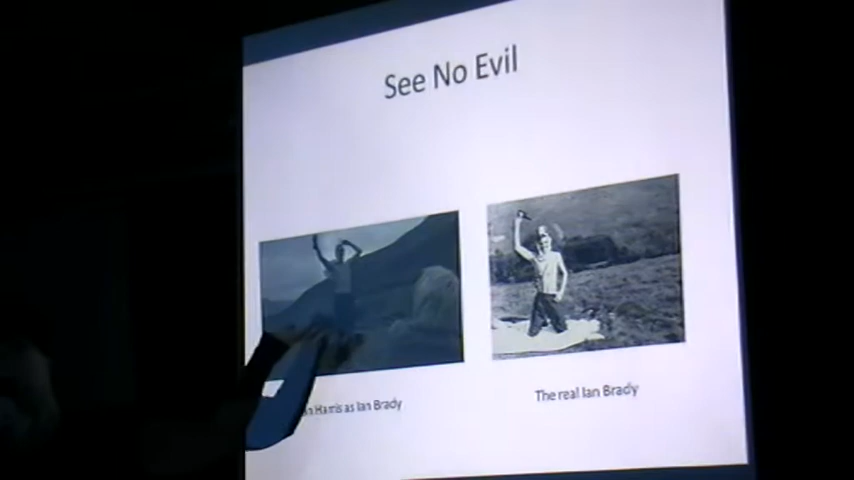 See No Evil
Harris as Ian Brady
The real Ian Brady